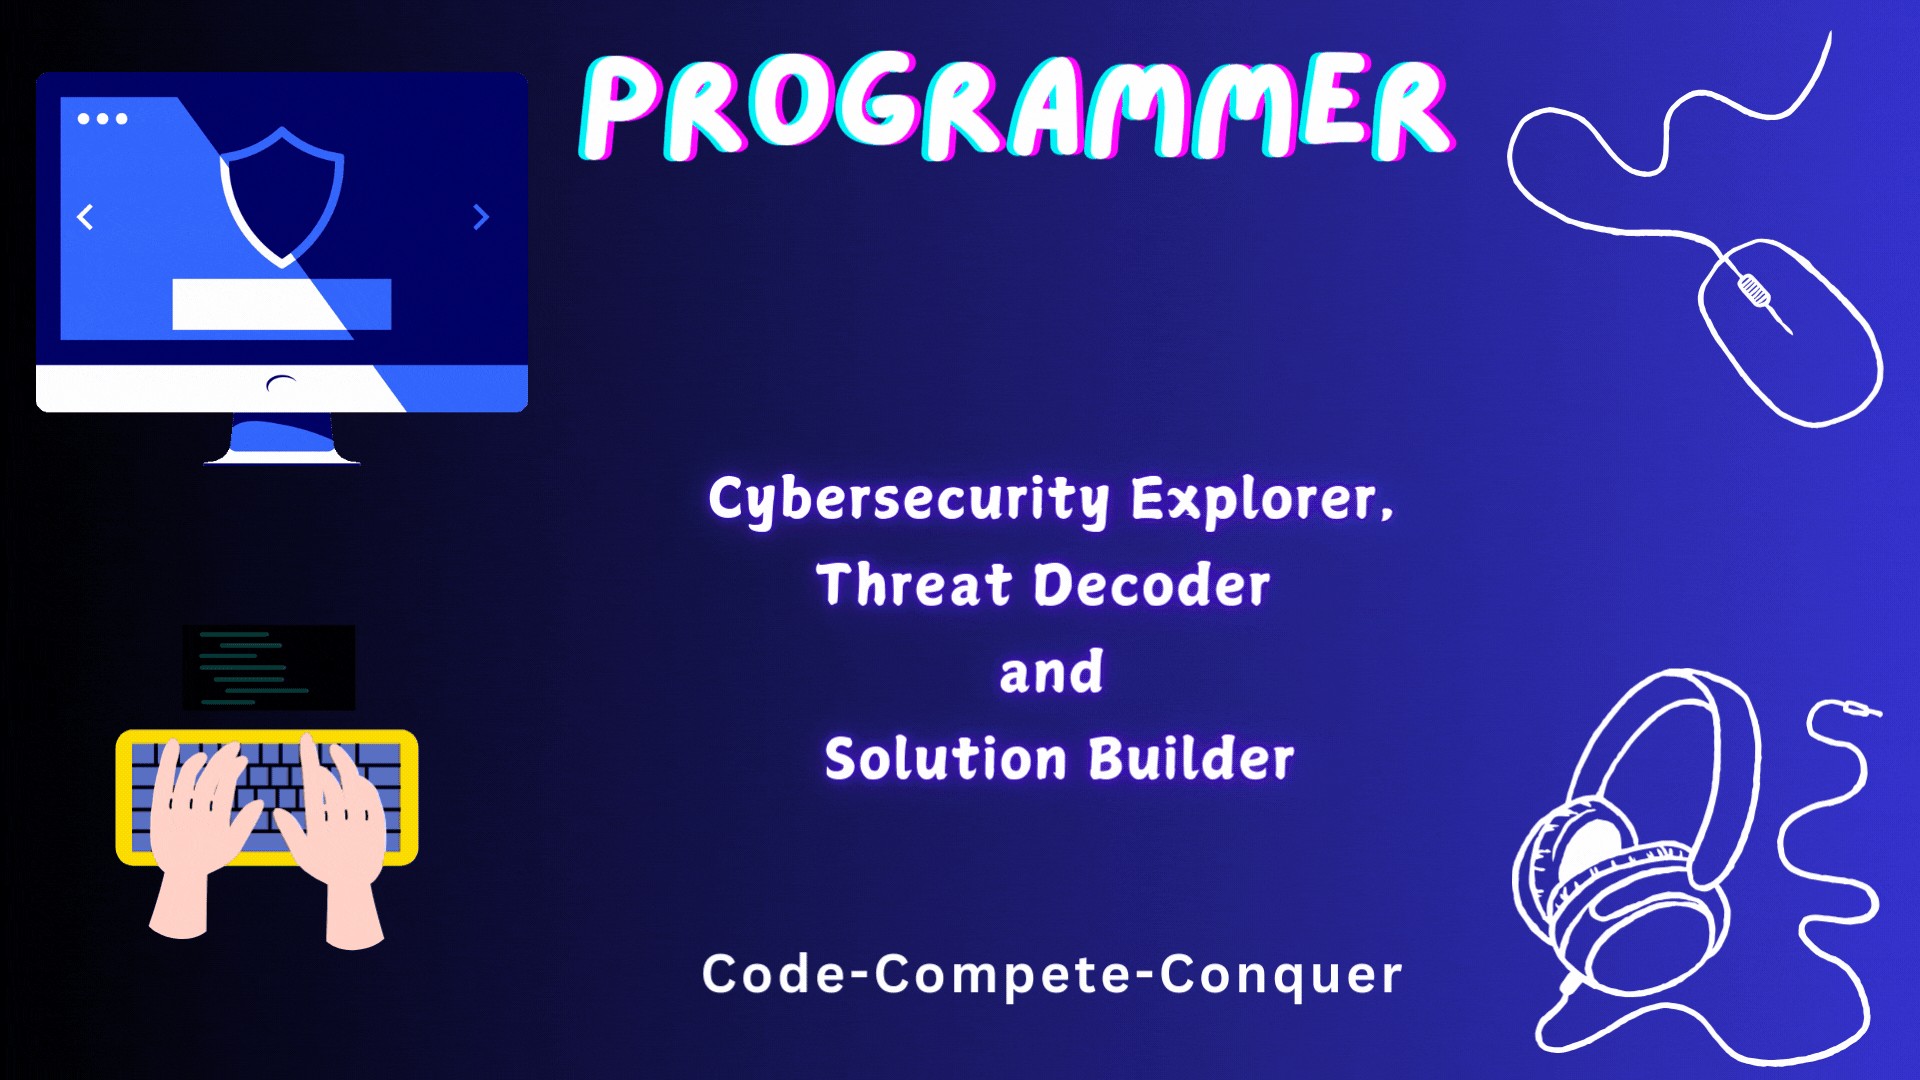 PROGRAMMER
Cybersecurity Explorer,
Threat Decoder
and
Solution Builder
Code-Compete-Conquer